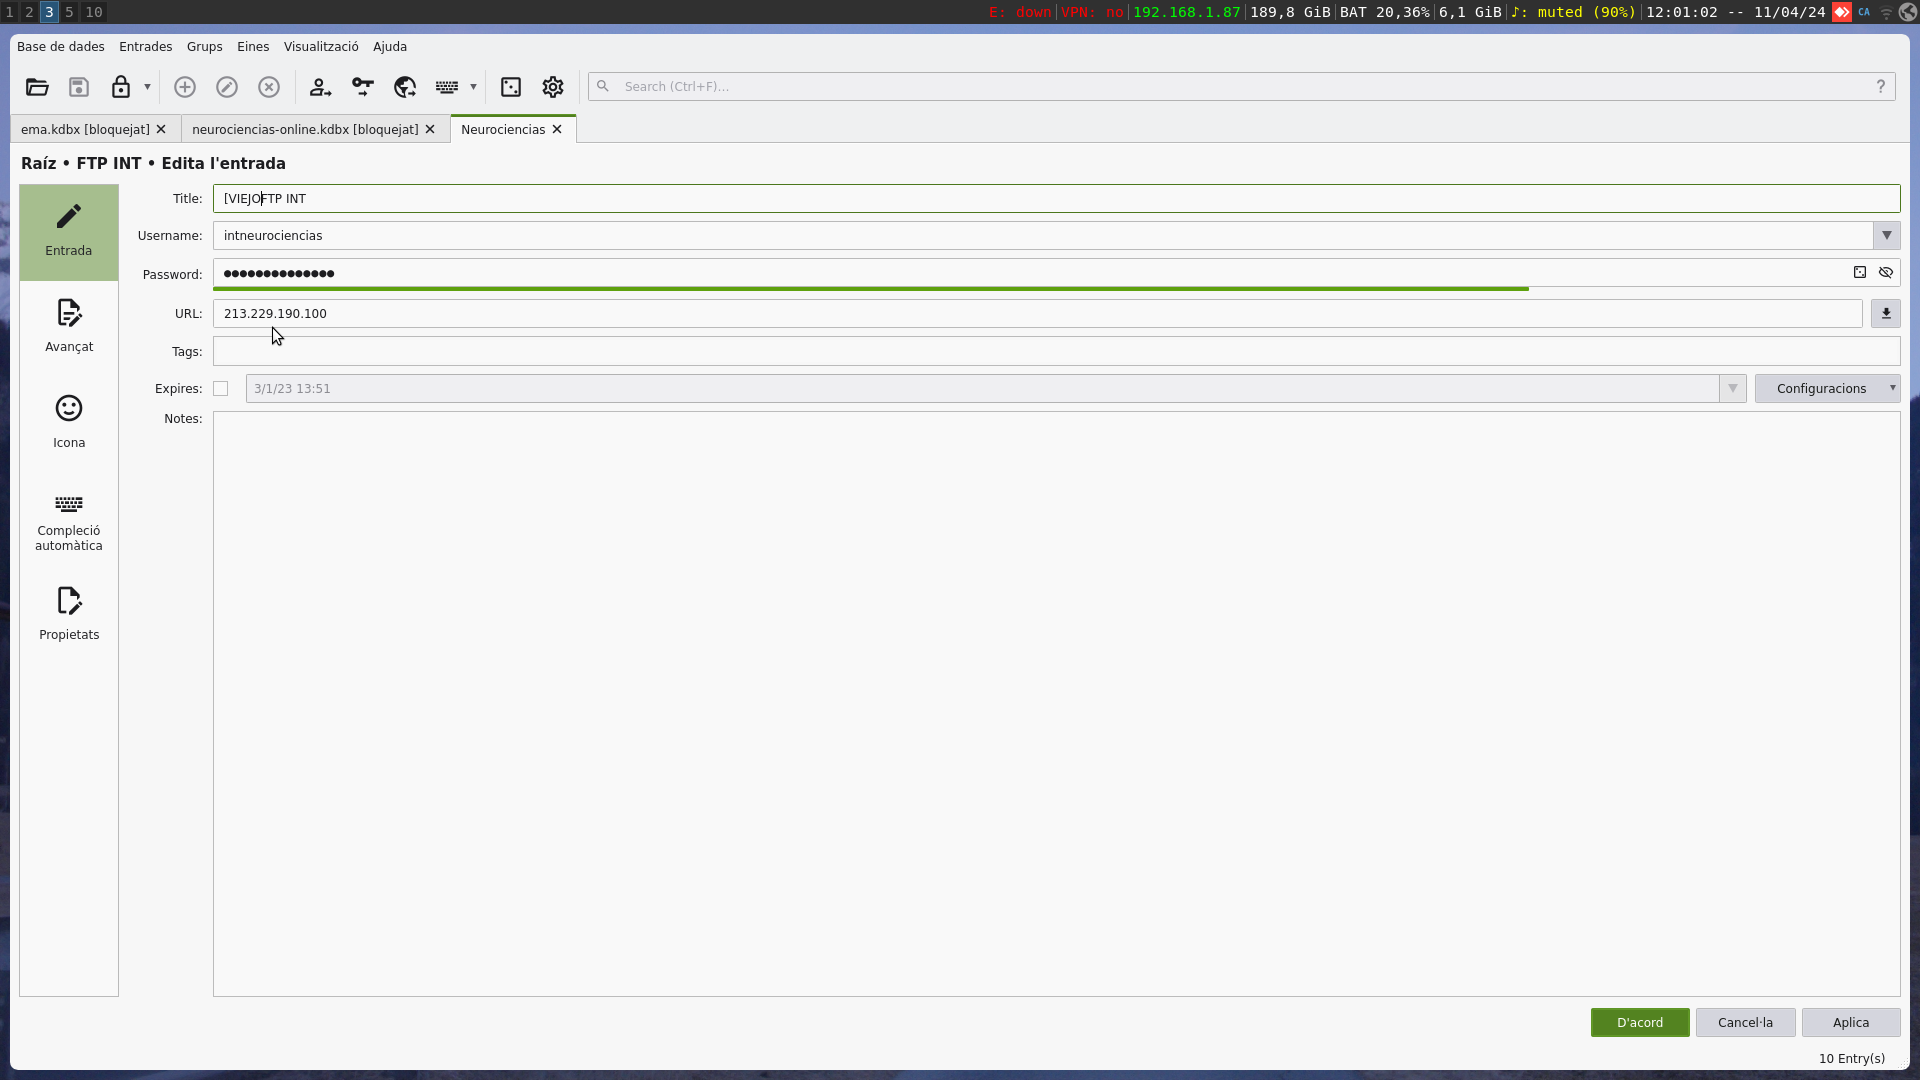 1 2 3 5 10 E: down VPN: no 192.168.1.87 189,8 GiB BAT 20,36% 6,1 GiB ♪: muted (90%) 12:01:02 -- 11/04/24 CA
Base de dades Entrades Grups Eines Visualització Ajuda
Search (Ctrl+F)... ?
ema.kdbx [bloquejat] neurociencias-online.kdbx [bloquejat] Neurociencias
Raíz • FTP INT • Edita l'entrada
Entrada
Avançat
Icona
Compleció
automàtica
Propietats
Title: [VIEJOFTP INT
Username: intneurociencias
Password: ●●●●●●●●●●●●●●
URL: 213.229.190.100
Tags:
Expires: 3/1/23 13:51 Configuracions
Notes:
D'acord Cancel·la Aplica
10 Entry(s)